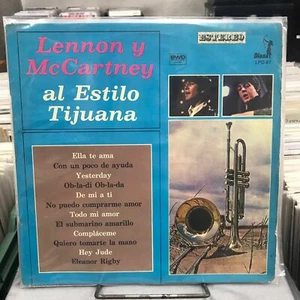 Lennon y
McCartney
al Estilo
Tijuana
ESTEREO
Ella te ama
Con un poco de ayuda
Yesterday
Ob-la-di Ob-la-da
De mi a ti
No puedo comprarme amor
Todo mi amor
El submarino amarillo
Compláceme
Quiero tomarte la mano
Hey Jude
Eleanor Rigby